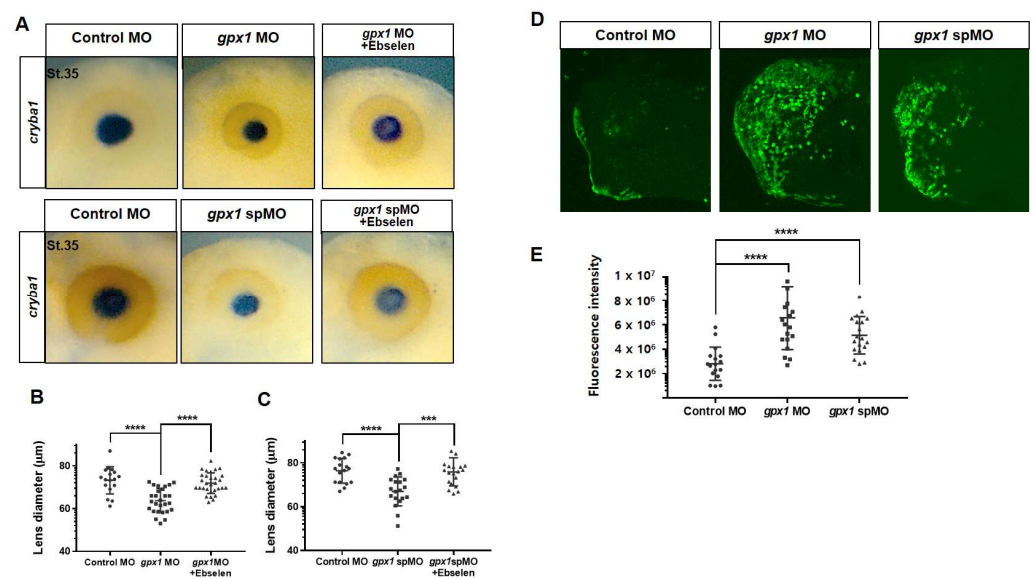 A
Control MO
gpx1 MO
gpx1 MO
+Ebselen
cryba1
St.35
Control MO
gpx1 spMO
gpx1 spMO
+Ebselen
cryba1
St.35
B
****
****
Lens diameter (μm)
80
60
40
Control MO
gpx1 MO
gpx1MO
+Ebselen
C
****
***
Lens diameter (μm)
80
60
40
Control MO
gpx1 spMO
gpx1spMO
+Ebselen
D
Control MO
gpx1 MO
gpx1 spMO
E
****
****
Fluorescence intensity
1 x 10⁷
8 x 10⁶
6 x 10⁶
4 x 10⁶
2 x 10⁶
Control MO
gpx1 MO
gpx1 spMO